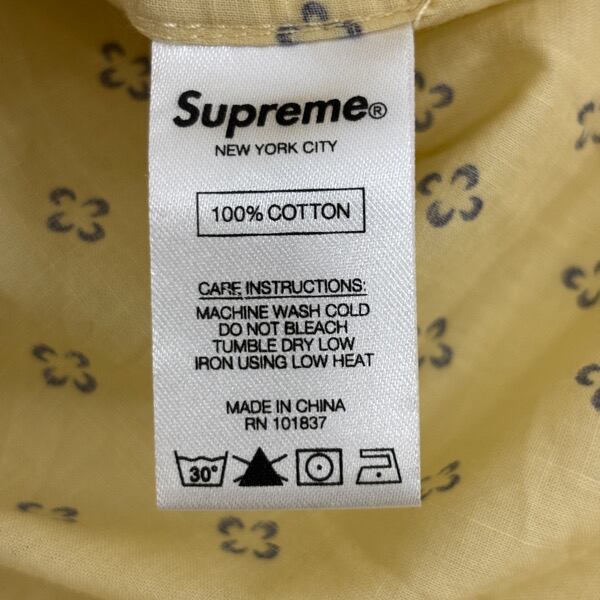 Supreme®
NEW YORK CITY
100% COTTON
CARE INSTRUCTIONS:
MACHINE WASH COLD
DO NOT BLEACH
TUMBLE DRY LOW
IRON USING LOW HEAT
MADE IN CHINA
RN 101837
30°